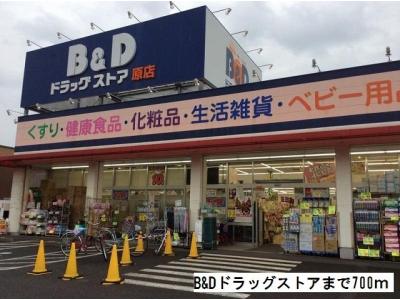 B&D
ドラッグストア 原店
B&D
くすり・健康食品・化粧品・生活雑貨・ベビー用品
B&Dドラッグストアまで700m